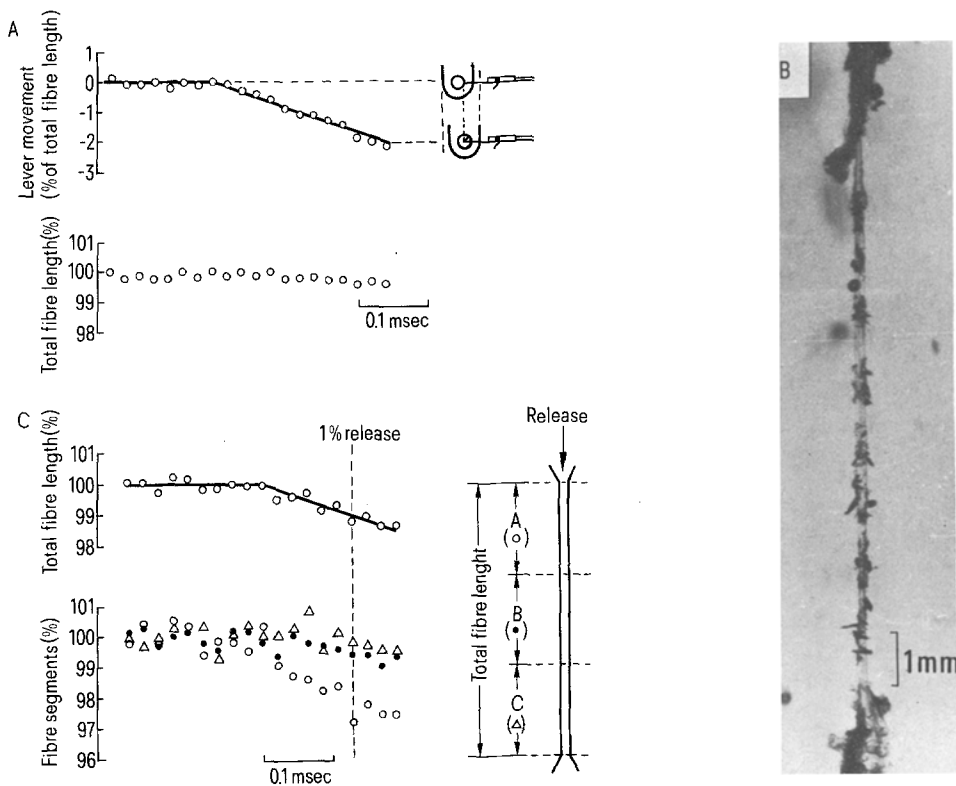 A
Lever movement
(% of total fibre length)
1
0
-1
-2
-3
Total fibre length(%)
101
100
99
98
0.1 msec
B
1mm
C
Total fibre length(%)
100
99
98
1% release
Fibre segments(%)
101
100
99
98
97
96
0.1 msec
Release
Total fibre lenght
A
(○)
B
(●)
C
(△)